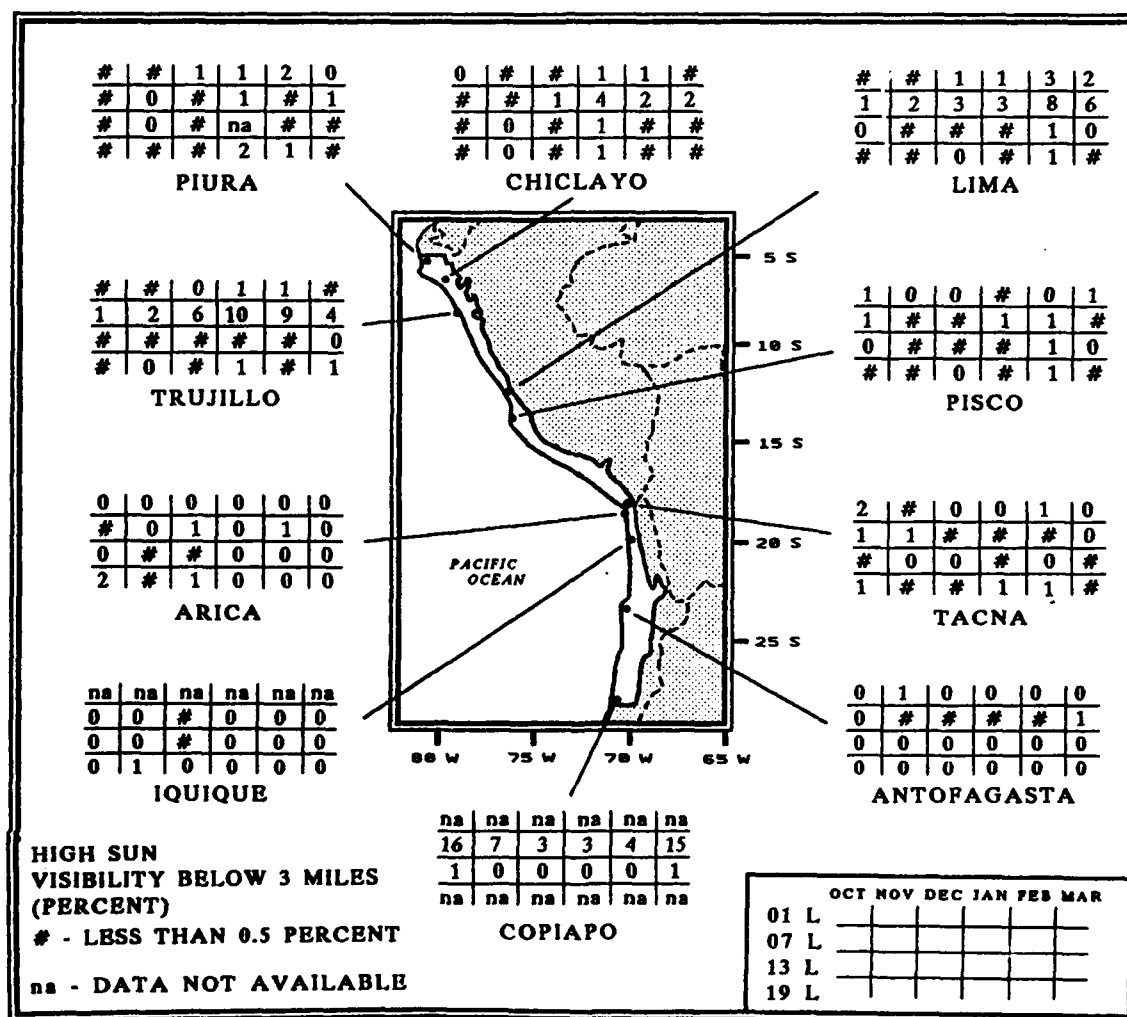 # # 1 1 2 0
# 0 # 1 # 1
# 0 # na # #
# # # 2 1 #
PIURA
0 # # 1 1 #
# # 1 4 2 2
# 0 # 1 # #
# 0 # 1 # #
CHICLAYO
# # 1 1 3 2
1 2 3 3 8 6
0 # # # 1 0
# # 0 # 1 #
LIMA
# # 0 1 1 #
1 2 6 10 9 4
# # # # # 0
# 0 # 1 # 1
TRUJILLO
1 0 0 # 0 1
1 # # 1 1 #
0 # # # 1 0
# # 0 # 1 #
PISCO
0 0 0 0 0 0
# 0 1 0 1 0
0 # # 0 0 0
2 # 1 0 0 0
ARICA
2 # 0 0 1 0
1 1 # # # 0
# 0 0 # 0 #
1 # # 1 1 #
TACNA
na na na na na na
0 0 # 0 0 0
0 0 # 0 0 0
0 1 0 0 0 0
IQUIQUE
0 1 0 0 0 0
0 # # # # 1
0 0 0 0 0 0
0 0 0 0 0 0
ANTOFAGASTA
na na na na na na
16 7 3 3 4 15
1 0 0 0 0 1
na na na na na na
COPIAPO
5 S
10 S
15 S
20 S
25 S
80 W 75 W 70 W 65 W
PACIFIC
OCEAN
HIGH SUN
VISIBILITY BELOW 3 MILES
(PERCENT)
# - LESS THAN 0.5 PERCENT
na - DATA NOT AVAILABLE
OCT NOV DEC JAN FEB MAR
01 L
07 L
13 L
19 L